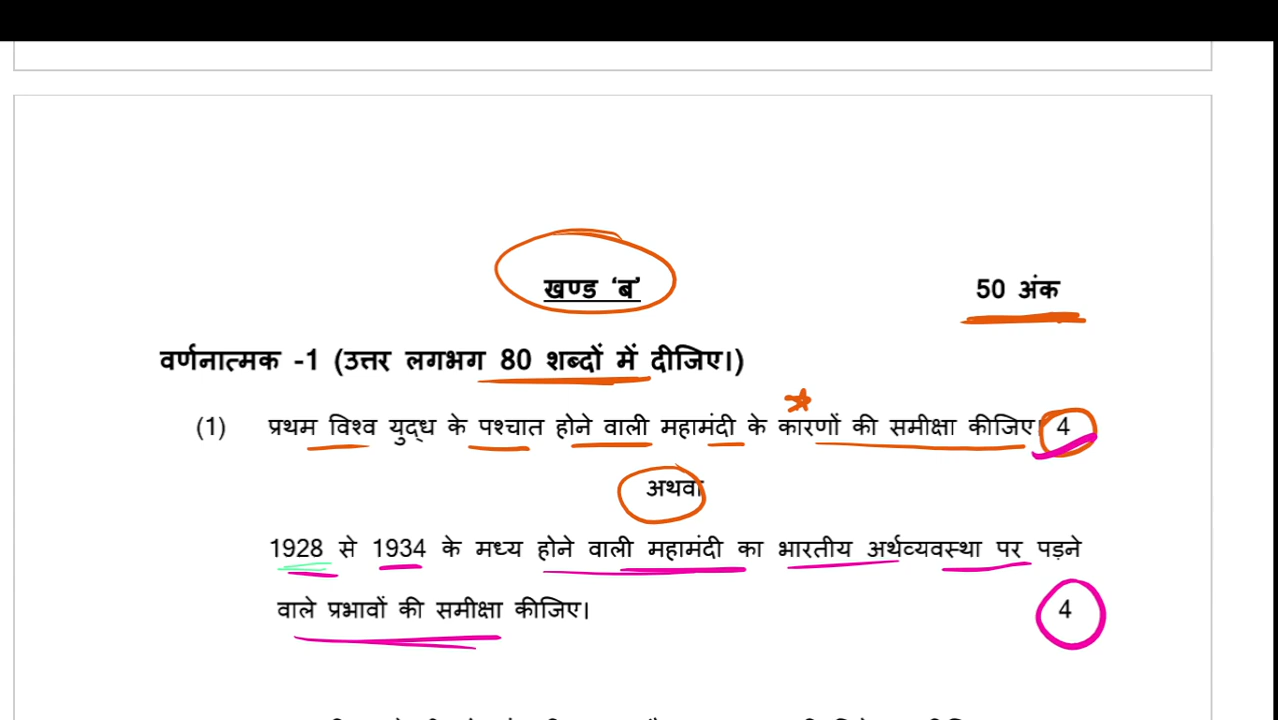 खण्ड ‘ब’
50 अंक
वर्णनात्मक -1 (उत्तर लगभग 80 शब्दों में दीजिए।)
(1) प्रथम विश्व युद्ध के पश्चात होने वाली महामंदी के कारणों की समीक्षा कीजिए। 4
अथवा
1928 से 1934 के मध्य होने वाली महामंदी का भारतीय अर्थव्यवस्था पर पड़ने
वाले प्रभावों की समीक्षा कीजिए। 4